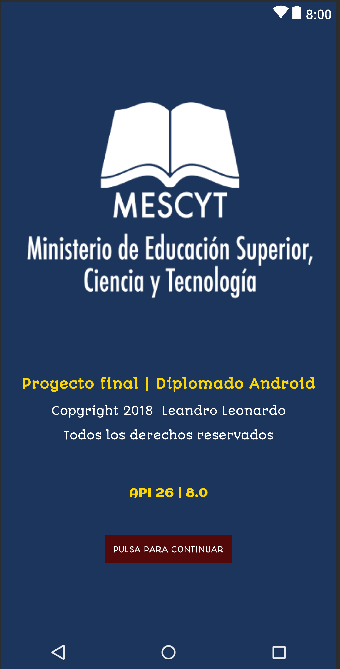 8:00
MESCYT
Ministerio de Educación Superior,
Ciencia y Tecnología
Proyecto final | Diplomado Android
Copyright 2018 Leandro Leonardo
Todos los derechos reservados
API 26 | 8.0
PULSA PARA CONTINUAR